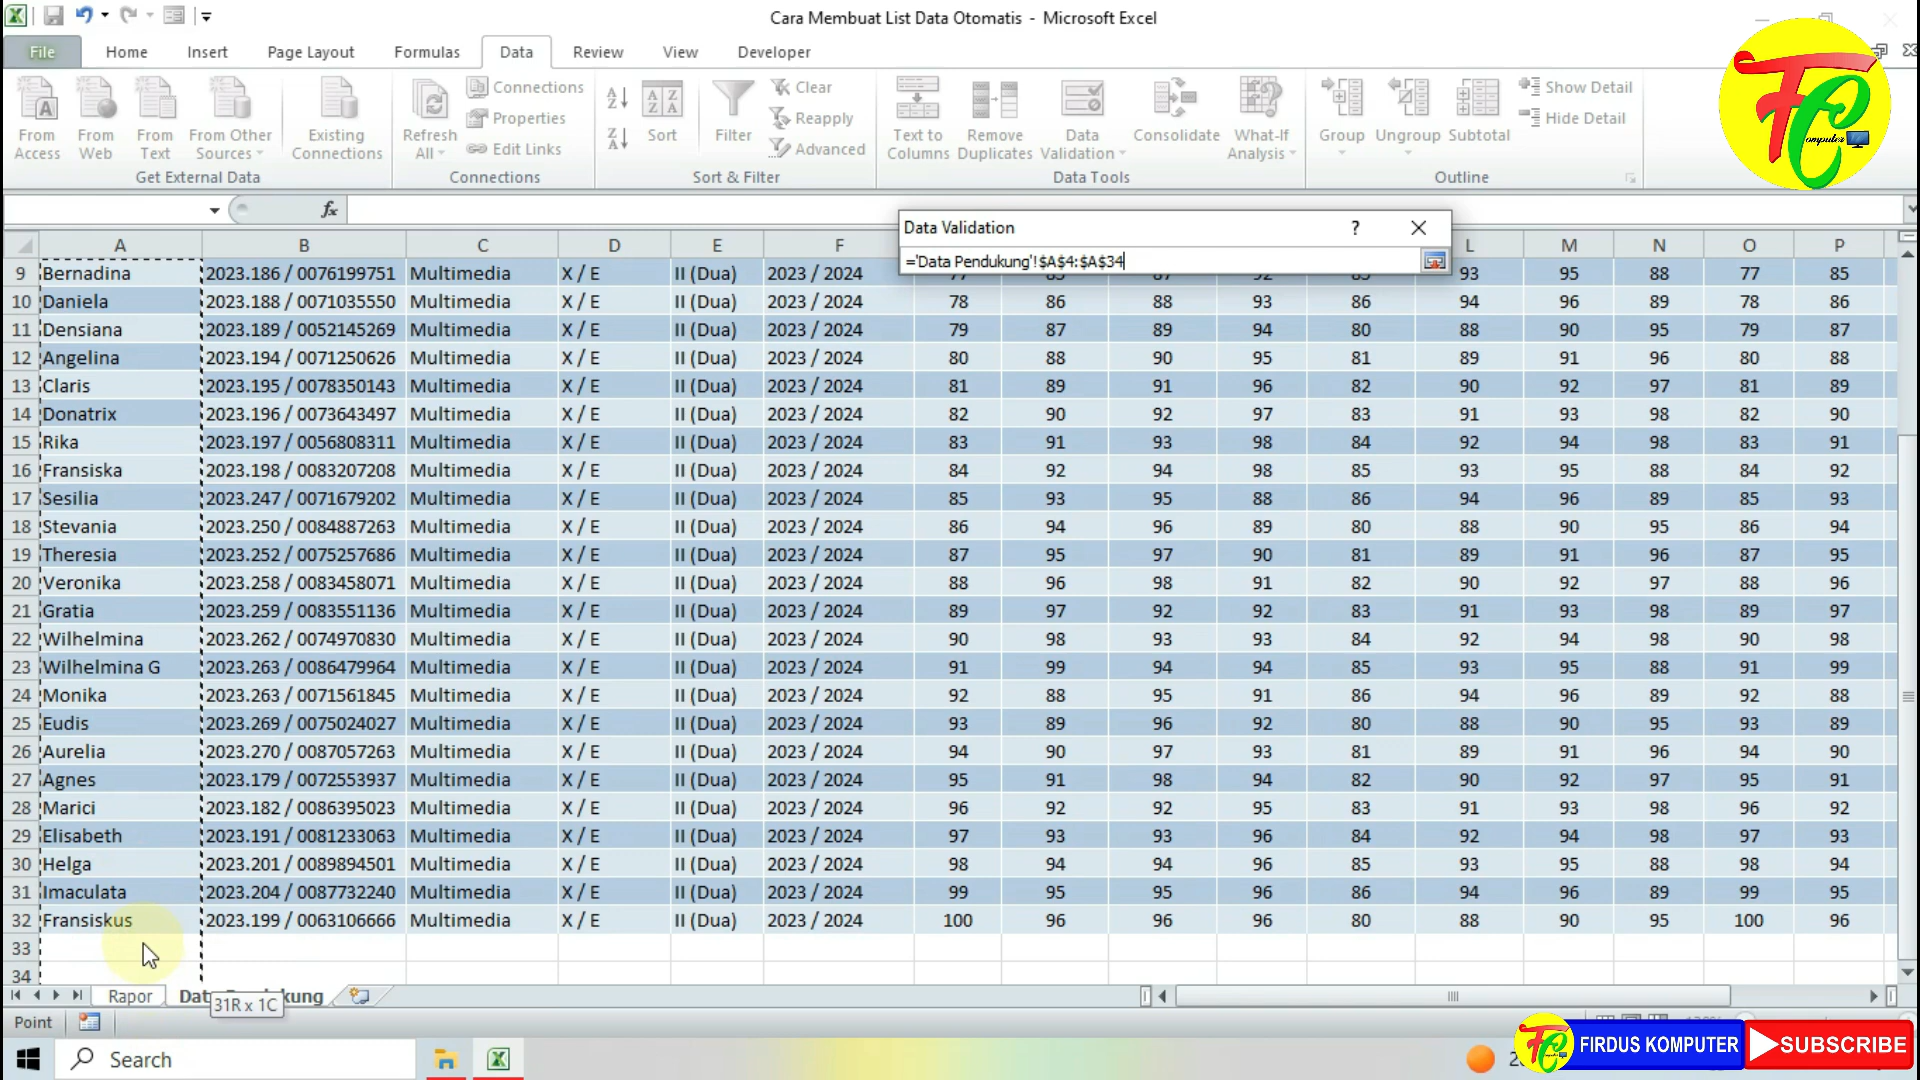 Cara Membuat List Data Otomatis - Microsoft Excel
File Home Insert Page Layout Formulas Data Review View Developer
From Access
From Web
From Text
From Other Sources
Existing Connections
Get External Data
Refresh All
Connections
Properties
Edit Links
Connections
Sort
Filter
Clear
Reapply
Advanced
Sort & Filter
Text to Columns
Remove Duplicates
Data Validation
Consolidate
What-If Analysis
Data Tools
Group
Ungroup
Subtotal
Show Detail
Hide Detail
Outline
Computer
fx
Data Validation ?
='Data Pendukung'!$A$4:$A$34
A B C D E F L M N O P
9 Bernadina 2023.186 / 0076199751 Multimedia X / E II (Dua) 2023 / 2024 93 95 88 77 85
10 Daniela 2023.188 / 0071035550 Multimedia X / E II (Dua) 2023 / 2024 78 86 88 93 86 94 96 89 78 86
11 Densiana 2023.189 / 0052145269 Multimedia X / E II (Dua) 2023 / 2024 79 87 89 94 80 88 90 95 79 87
12 Angelina 2023.194 / 0071250626 Multimedia X / E II (Dua) 2023 / 2024 80 88 90 95 81 89 91 96 80 88
13 Claris 2023.195 / 0078350143 Multimedia X / E II (Dua) 2023 / 2024 81 89 91 96 82 90 92 97 81 89
14 Donatrix 2023.196 / 0073643497 Multimedia X / E II (Dua) 2023 / 2024 82 90 92 97 83 91 93 98 82 90
15 Rika 2023.197 / 0056808311 Multimedia X / E II (Dua) 2023 / 2024 83 91 93 98 84 92 94 98 83 91
16 Fransiska 2023.198 / 0083207208 Multimedia X / E II (Dua) 2023 / 2024 84 92 94 98 85 93 95 88 84 92
17 Sesilia 2023.247 / 0071679202 Multimedia X / E II (Dua) 2023 / 2024 85 93 95 88 86 94 96 89 85 93
18 Stevania 2023.250 / 0084887263 Multimedia X / E II (Dua) 2023 / 2024 86 94 96 89 80 88 90 95 86 94
19 Theresia 2023.252 / 0075257686 Multimedia X / E II (Dua) 2023 / 2024 87 95 97 90 81 89 91 96 87 95
20 Veronika 2023.258 / 0083458071 Multimedia X / E II (Dua) 2023 / 2024 88 96 98 91 82 90 92 97 88 96
21 Gratia 2023.259 / 0083551136 Multimedia X / E II (Dua) 2023 / 2024 89 97 92 92 83 91 93 98 89 97
22 Wilhelmina 2023.262 / 0074970830 Multimedia X / E II (Dua) 2023 / 2024 90 98 93 93 84 92 94 98 90 98
23 Wilhelmina G 2023.263 / 0086479964 Multimedia X / E II (Dua) 2023 / 2024 91 99 94 94 85 93 95 88 91 99
24 Monika 2023.263 / 0071561845 Multimedia X / E II (Dua) 2023 / 2024 92 88 95 91 86 94 96 89 92 88
25 Eudis 2023.269 / 0075024027 Multimedia X / E II (Dua) 2023 / 2024 93 89 96 92 80 88 90 95 93 89
26 Aurelia 2023.270 / 0087057263 Multimedia X / E II (Dua) 2023 / 2024 94 90 97 93 81 89 91 96 94 90
27 Agnes 2023.179 / 0072553937 Multimedia X / E II (Dua) 2023 / 2024 95 91 98 94 82 90 92 97 95 91
28 Marici 2023.182 / 0086395023 Multimedia X / E II (Dua) 2023 / 2024 96 92 92 95 83 91 93 98 96 92
29 Elisabeth 2023.191 / 0081233063 Multimedia X / E II (Dua) 2023 / 2024 97 93 93 96 84 92 94 98 97 93
30 Helga 2023.201 / 0089894501 Multimedia X / E II (Dua) 2023 / 2024 98 94 94 96 85 93 95 88 98 94
31 Imaculata 2023.204 / 0087732240 Multimedia X / E II (Dua) 2023 / 2024 99 95 95 96 86 94 96 89 99 95
32 Fransiskus 2023.199 / 0063106666 Multimedia X / E II (Dua) 2023 / 2024 100 96 96 96 80 88 90 95 100 96
33
34
Rapor
31R x 1C
Point
Search
FIRDUS KOMPUTER
SUBSCRIBE